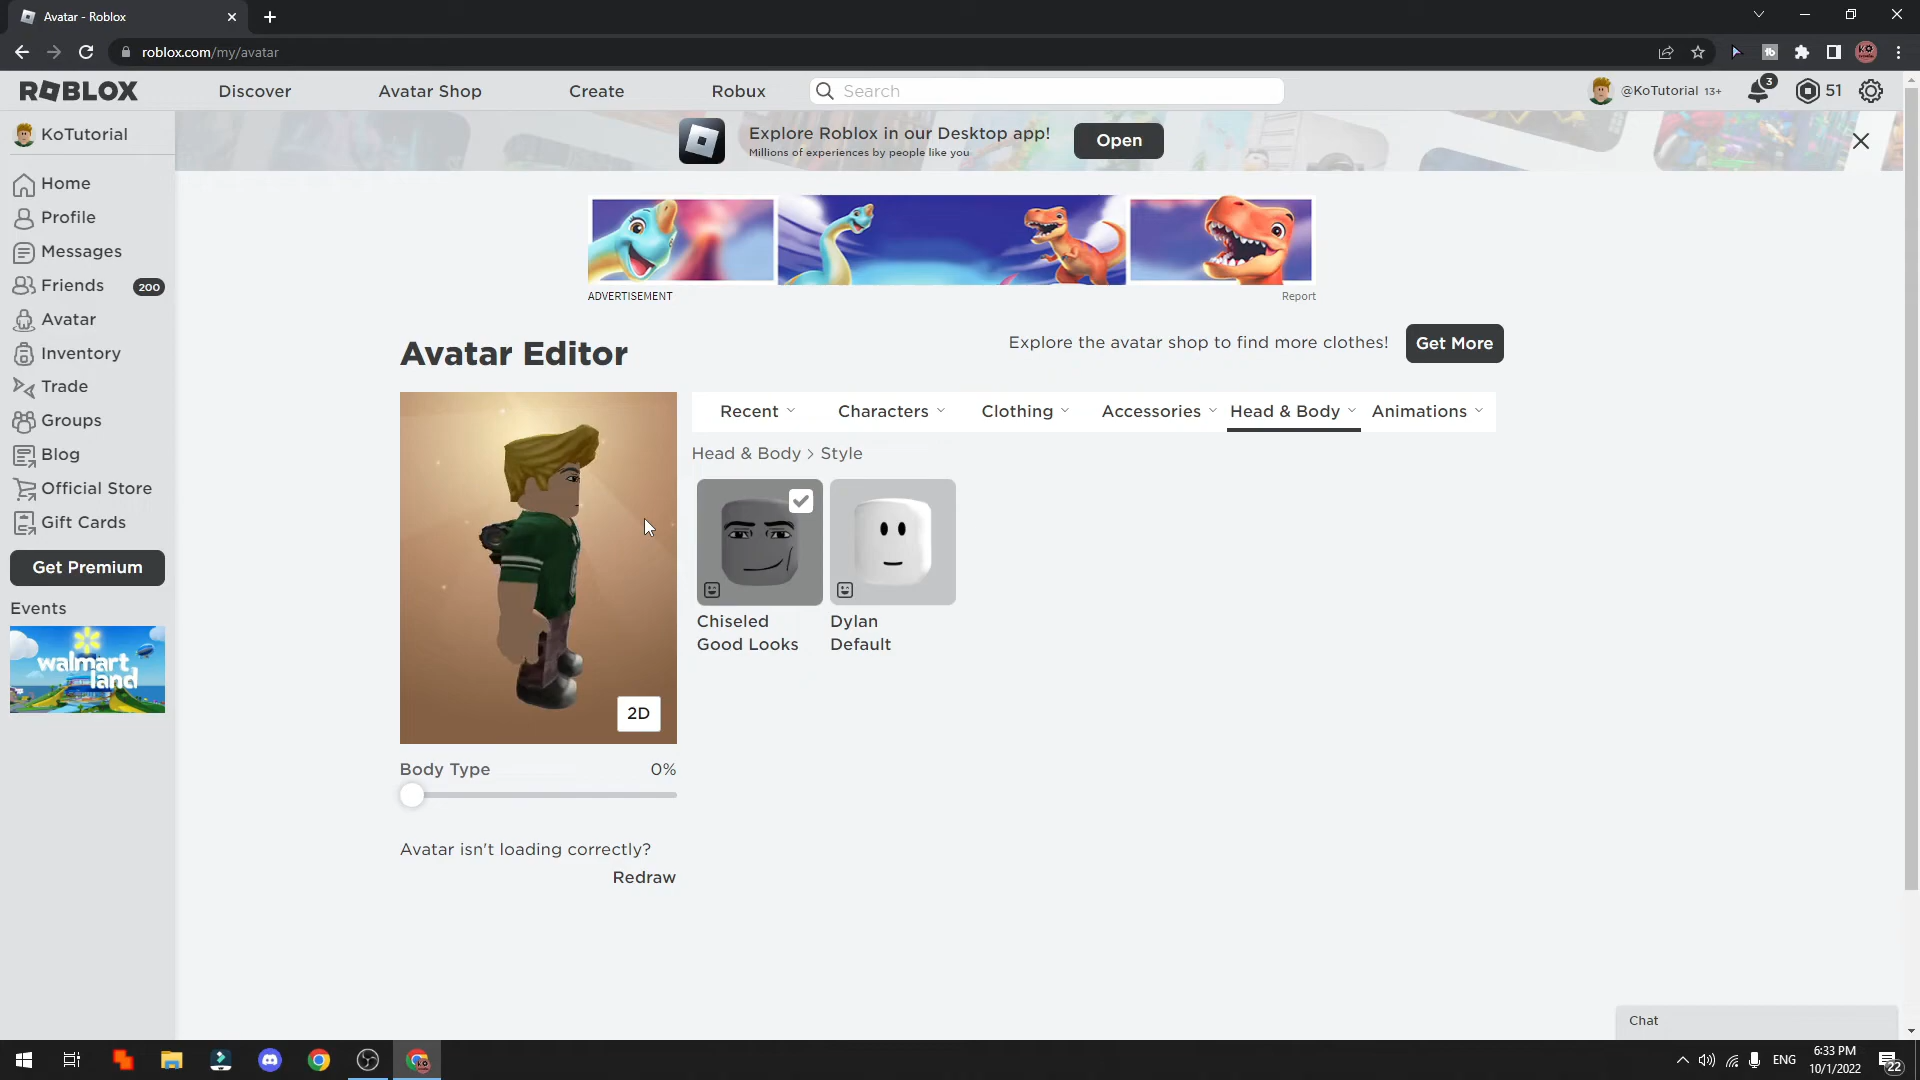 Avatar - Roblox
roblox.com/my/avatar
ROBLOX
Discover
Avatar Shop
Create
Robux
Search
@KoTutorial 13+
3
51
KoTutorial
Explore Roblox in our Desktop app!
Millions of experiences by people like you
Open
Home
Profile
Messages
Friends 200
Avatar
Inventory
Trade
Groups
Blog
Official Store
Gift Cards
Get Premium
Events
walmart
land
ADVERTISEMENT
Report
Avatar Editor
Explore the avatar shop to find more clothes!
Get More
Recent
Characters
Clothing
Accessories
Head & Body
Animations
Head & Body > Style
Chiseled
Good Looks
Dylan
Default
2D
Body Type 0%
Avatar isn't loading correctly?
Redraw
Chat
ENG
6:33 PM
10/1/2022
22